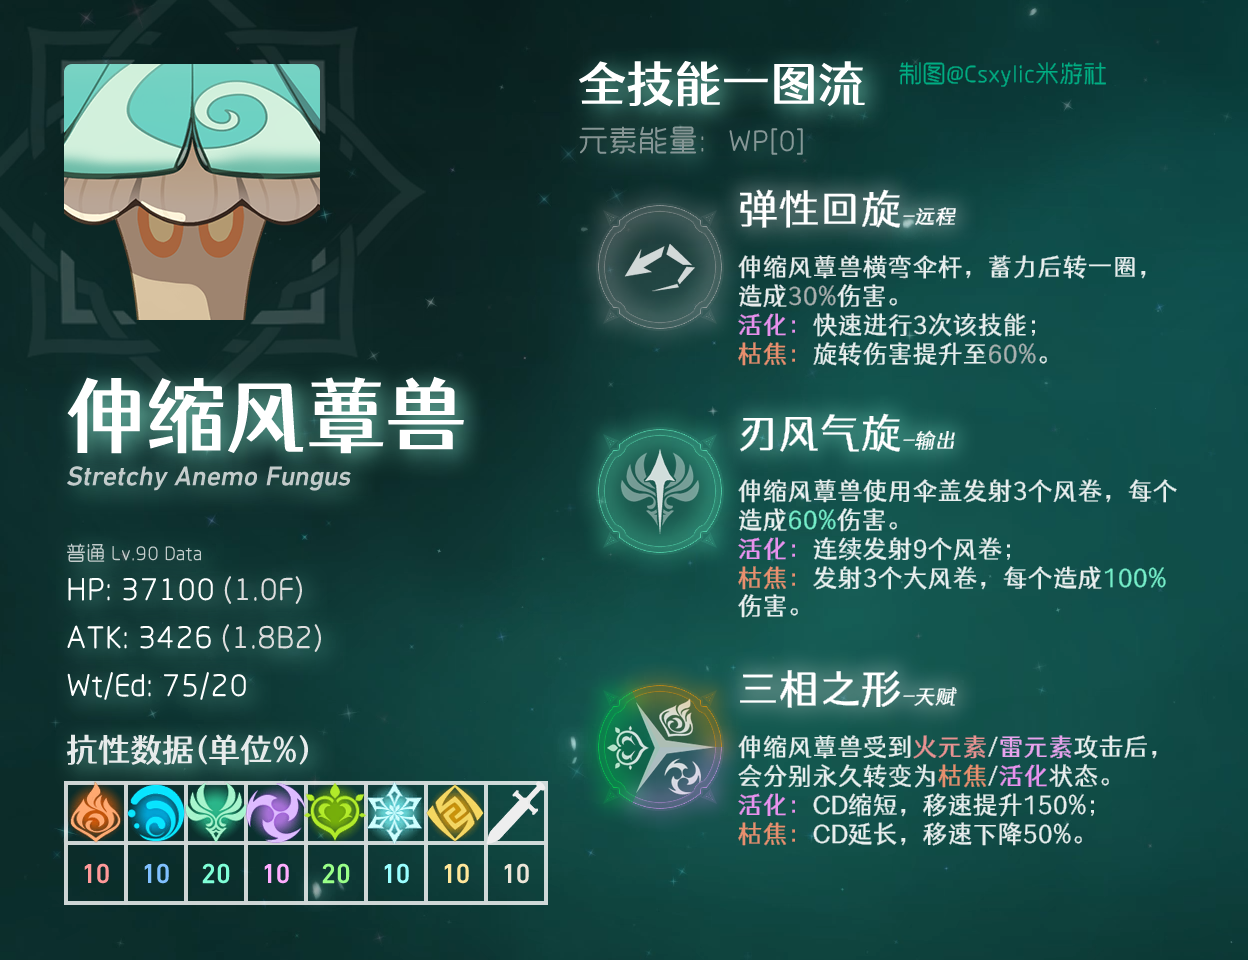 全技能一图流
制图@Csxylic米游社
元素能量： WP[0]
弹性回旋-远程
伸缩风蕈兽横弯伞杆，蓄力后转一圈，
造成30%伤害。
活化：快速进行3次该技能；
枯焦：旋转伤害提升至60%。
伸缩风蕈兽
Stretchy Anemo Fungus
刃风气旋-输出
伸缩风蕈兽使用伞盖发射3个风卷，每个
造成60%伤害。
活化：连续发射9个风卷；
枯焦：发射3个大风卷，每个造成100%
伤害。
普通 Lv.90 Data
HP: 37100 (1.0F)
ATK: 3426 (1.8B2)
Wt/Ed: 75/20
三相之形-天赋
伸缩风蕈兽受到火元素/雷元素攻击后，
会分别永久转变为枯焦/活化状态。
活化：CD缩短，移速提升150%；
枯焦：CD延长，移速下降50%。
抗性数据(单位%)
10 10 20 10 20 10 10 10